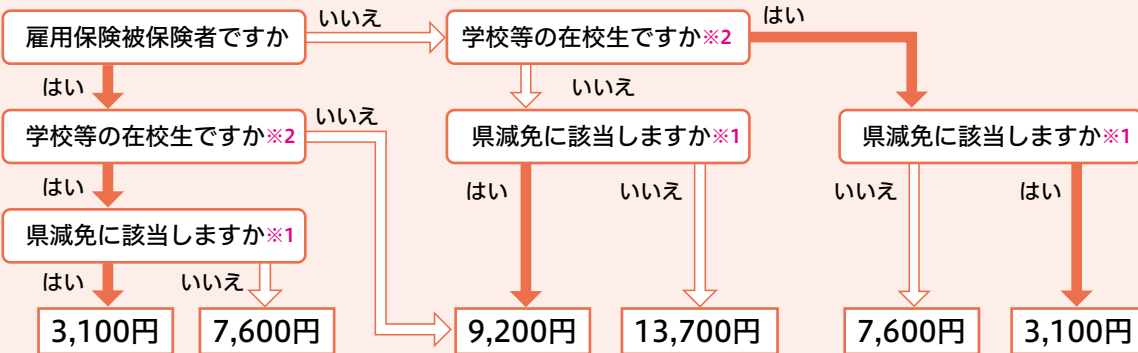 雇用保険被保険者ですか
いいえ
学校等の在校生ですか※2
はい
はい
いいえ
学校等の在校生ですか※2
いいえ
県減免に該当しますか※1
県減免に該当しますか※1
はい
はい
いいえ
いいえ
はい
県減免に該当しますか※1
はい
いいえ
3,100円
7,600円
9,200円
13,700円
7,600円
3,100円